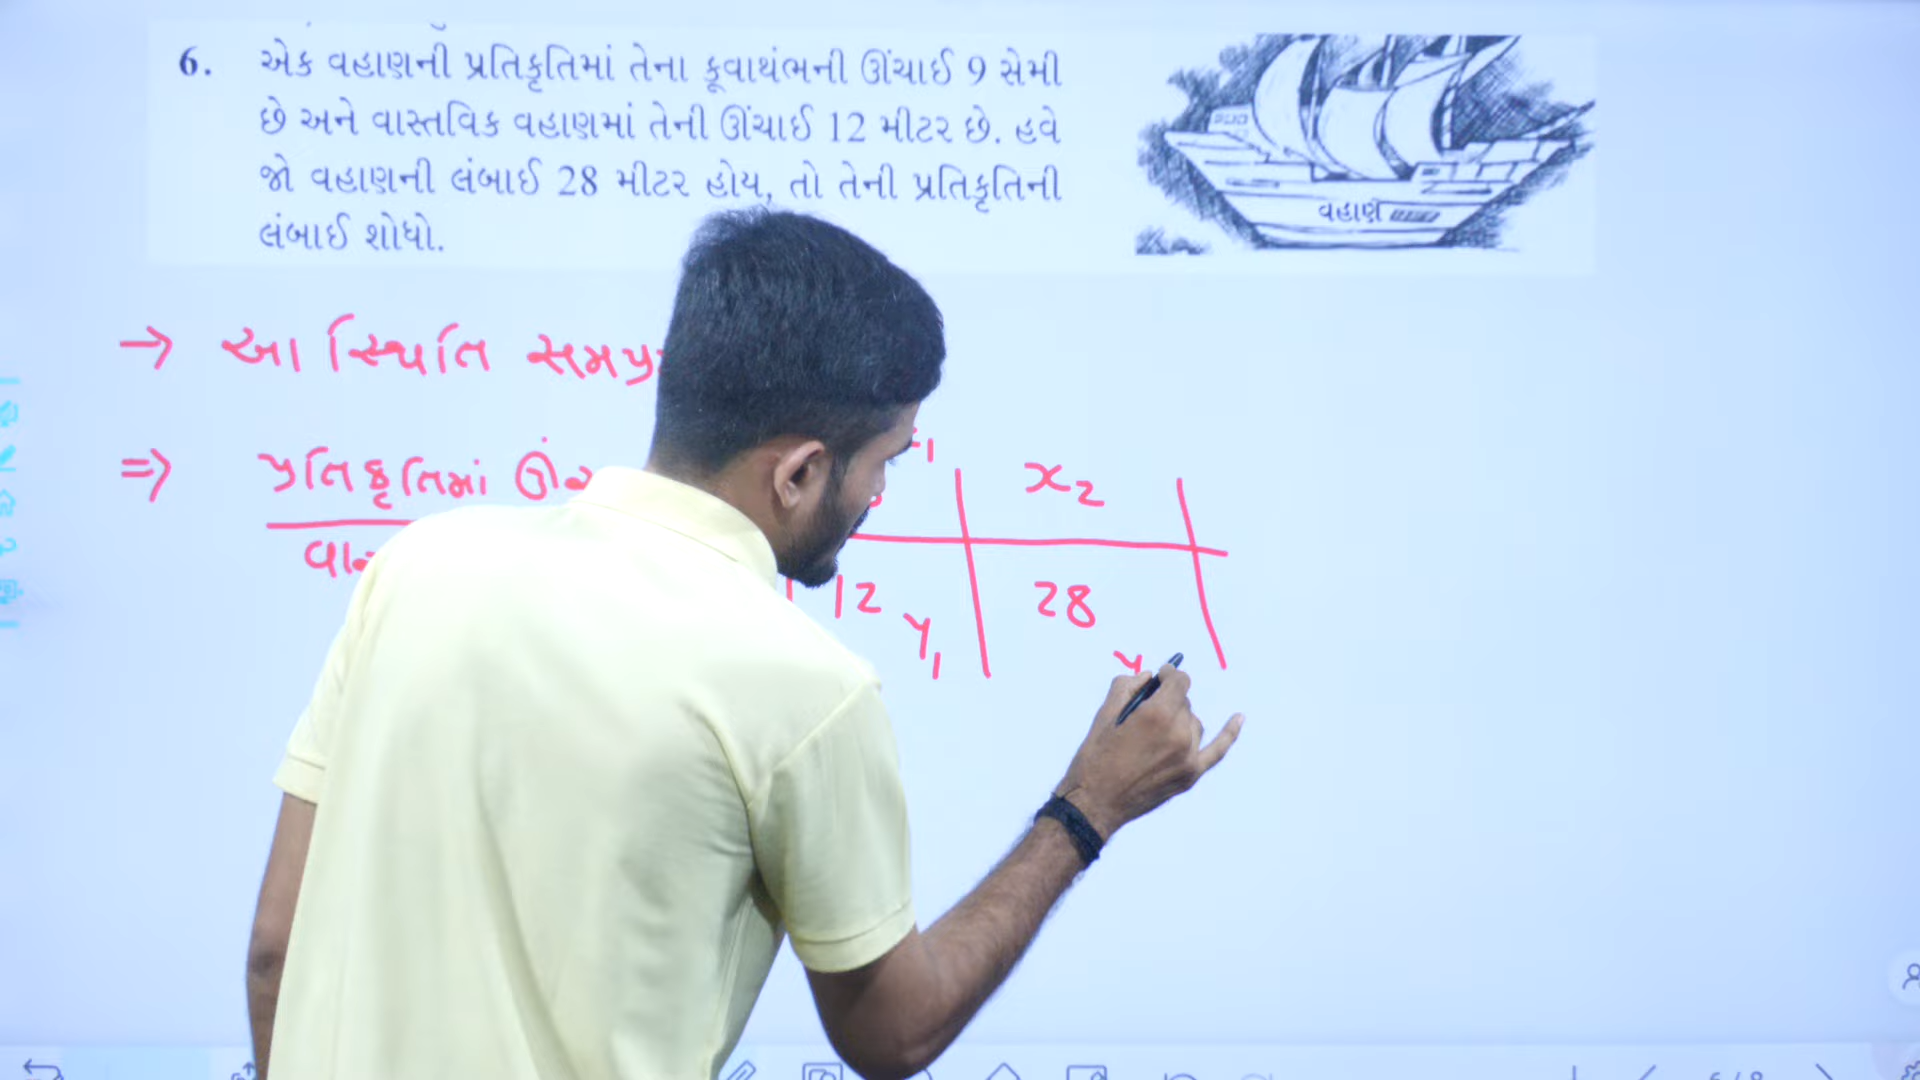 6. એક વહાણની પ્રતિકૃતિમાં તેના કૂવાથંભની ઊંચાઈ 9 સેમી
છે અને વાસ્તવિક વહાણમાં તેની ઊંચાઈ 12 મીટર છે. હવે
જો વહાણની લંબાઈ 28 મીટર હોય, તો તેની પ્રતિકૃતિની
લંબાઈ શોધો.
વહાણ
→ આ સ્થિતિ
⇒ પ્રતિકૃતિમાં x₂
12 y₁ 28